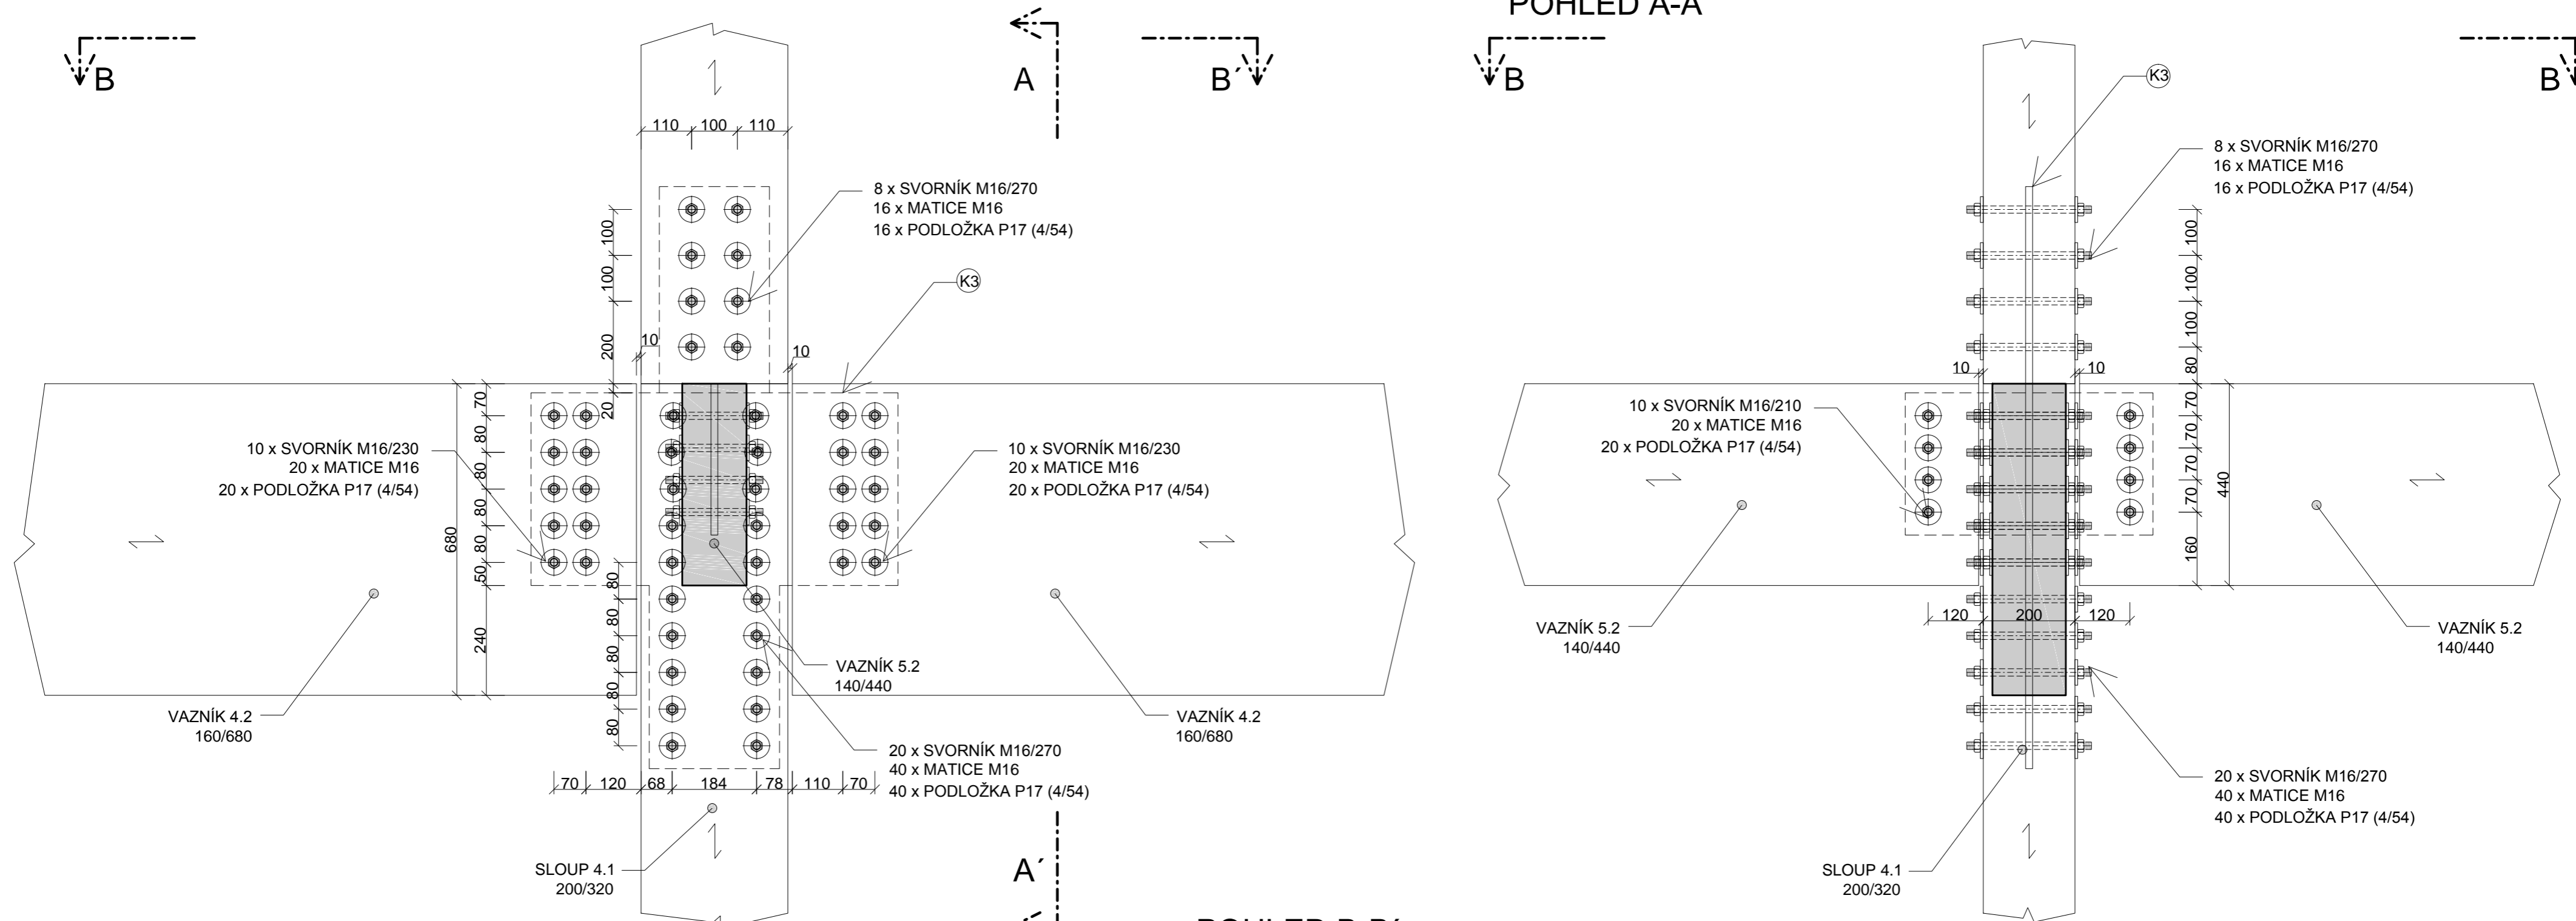 POHLED A-A
B
A
B´
B
B
K3
110 100 110
8 x SVORNÍK M16/270
16 x MATICE M16
16 x PODLOŽKA P17 (4/54)
8 x SVORNÍK M16/270
16 x MATICE M16
16 x PODLOŽKA P17 (4/54)
100
100
200
20
K3
10
10
100
100
100
80
10
10
680
70
80
80
80
80
50
240
10 x SVORNÍK M16/230
20 x MATICE M16
20 x PODLOŽKA P17 (4/54)
10 x SVORNÍK M16/230
20 x MATICE M16
20 x PODLOŽKA P17 (4/54)
10 x SVORNÍK M16/210
20 x MATICE M16
20 x PODLOŽKA P17 (4/54)
70
70
70
70
160
440
80
80
80
80
80
120 200 120
VAZNÍK 5.2
140/440
VAZNÍK 5.2
140/440
VAZNÍK 5.2
140/440
VAZNÍK 4.2
160/680
VAZNÍK 4.2
160/680
20 x SVORNÍK M16/270
40 x MATICE M16
40 x PODLOŽKA P17 (4/54)
20 x SVORNÍK M16/270
40 x MATICE M16
40 x PODLOŽKA P17 (4/54)
70 120 68 184 78 110 70
SLOUP 4.1
200/320
A´
SLOUP 4.1
200/320
POHLED B-B´